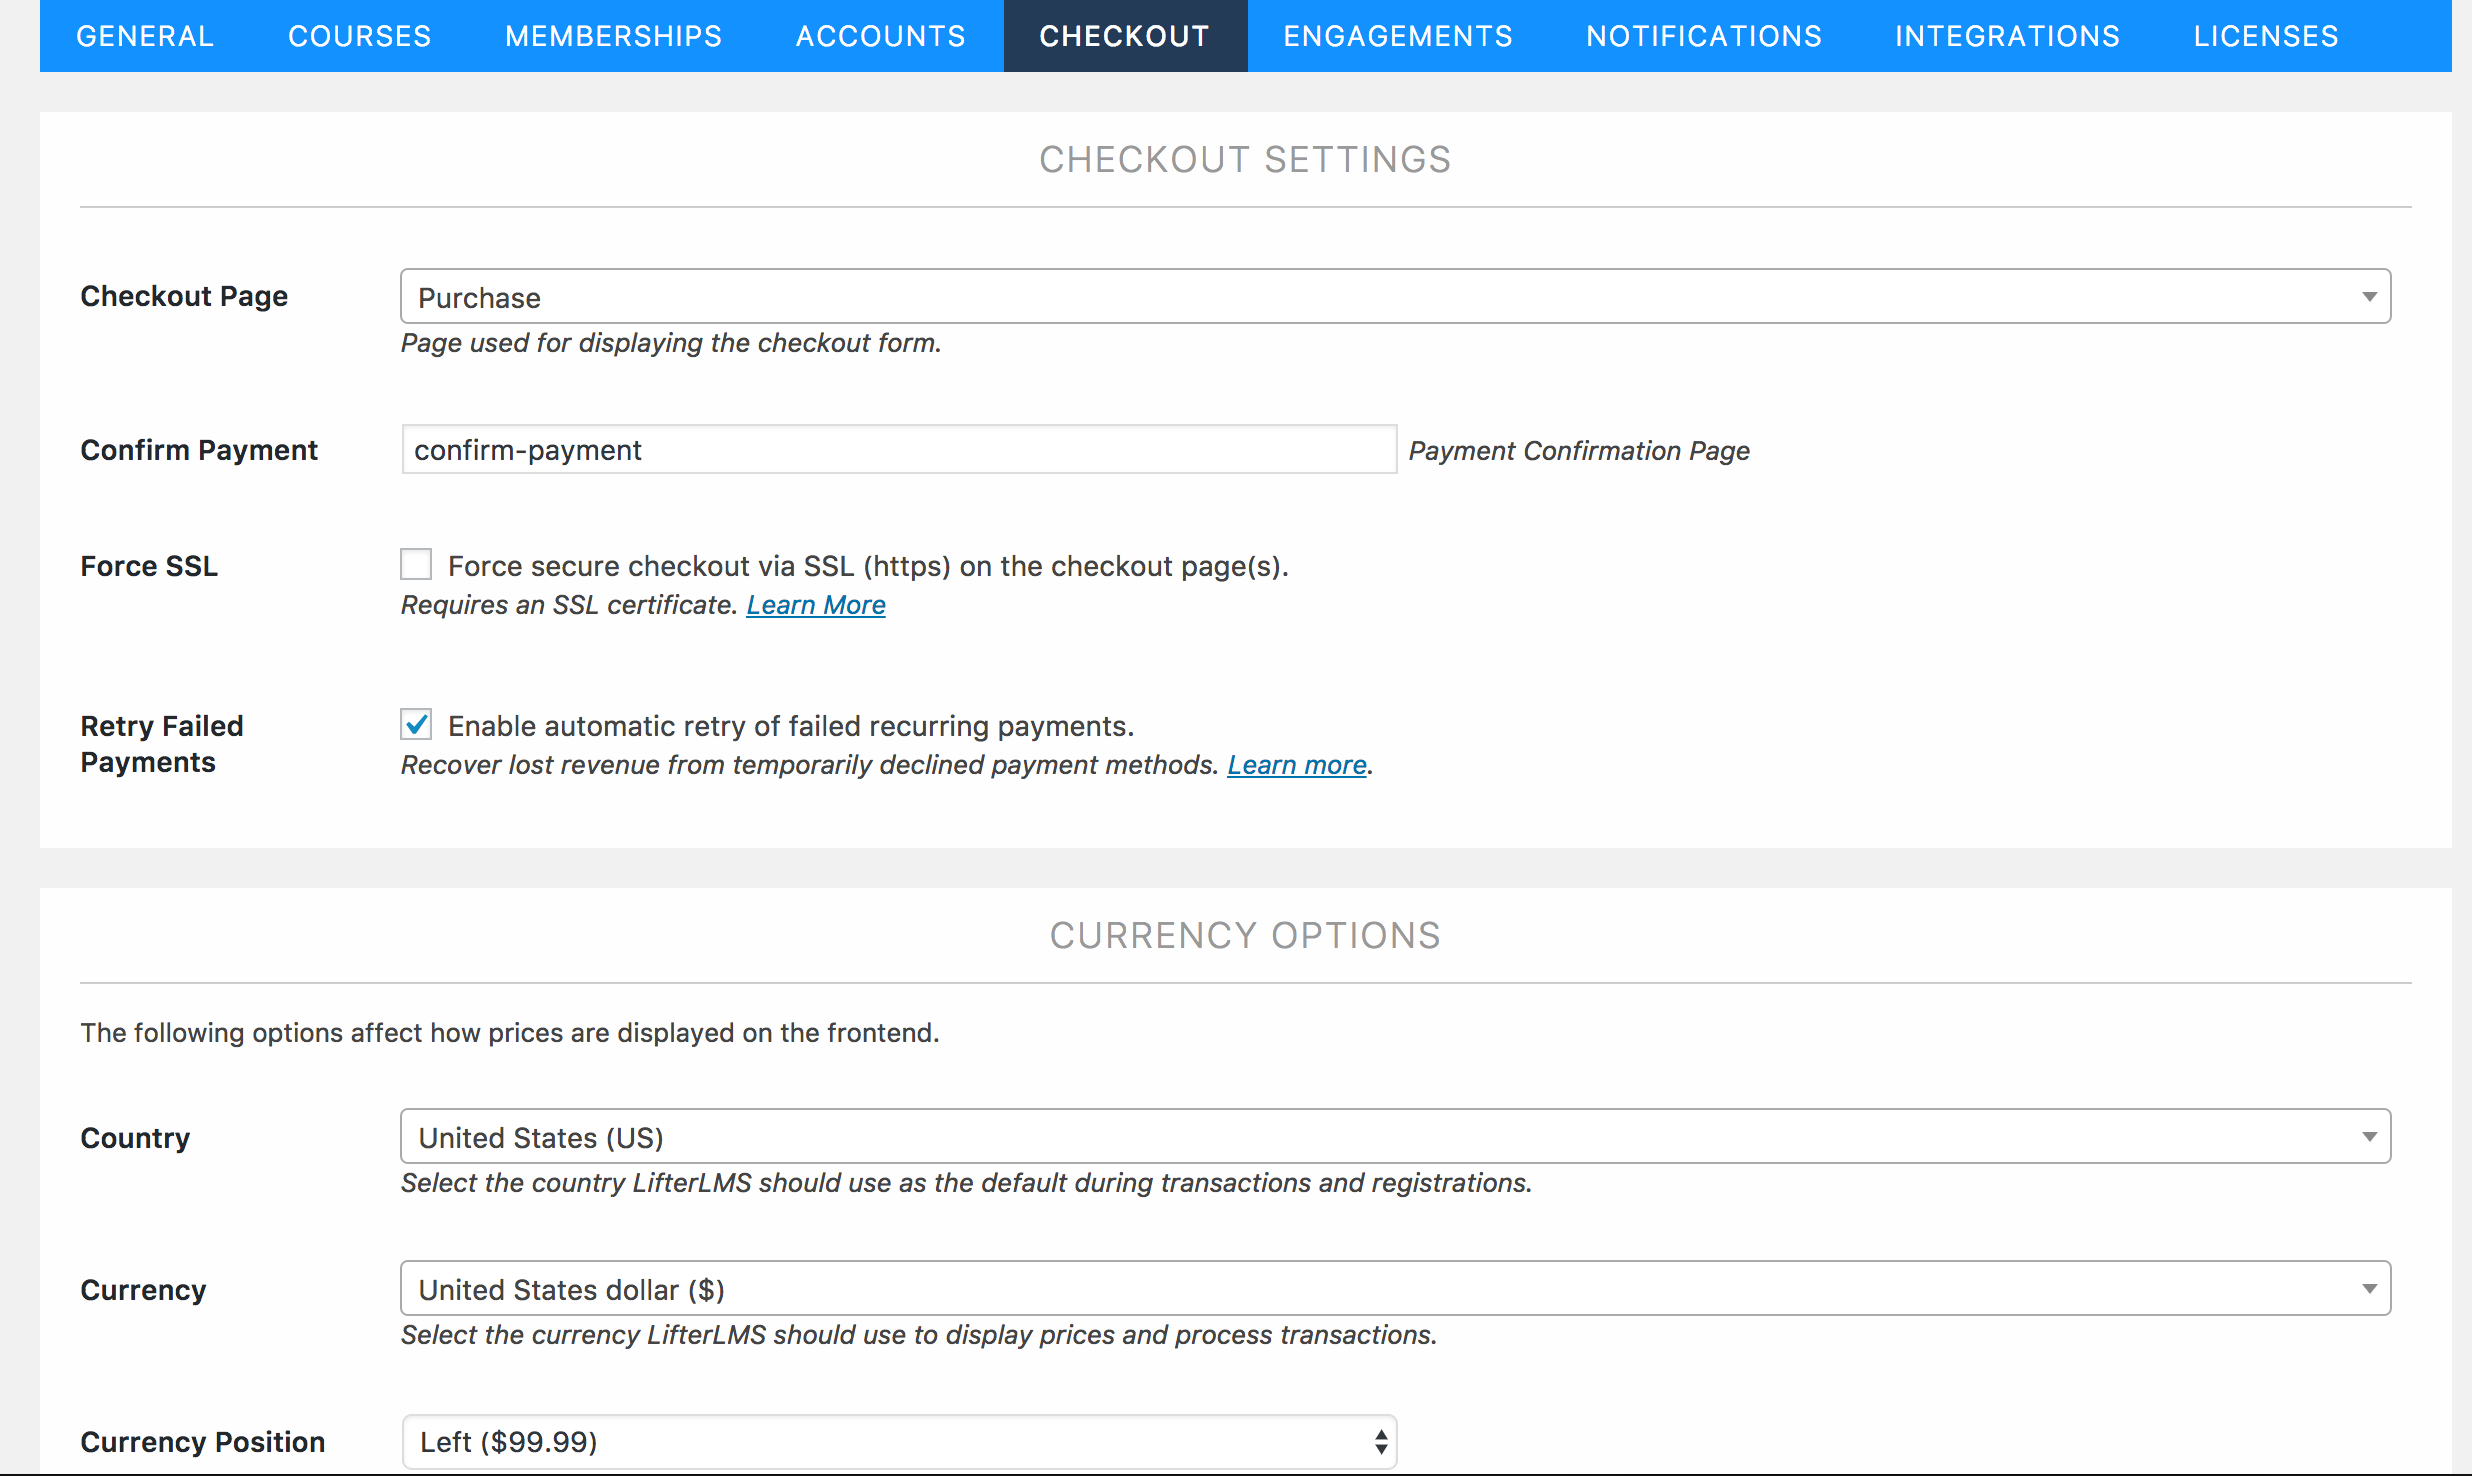 GENERAL COURSES MEMBERSHIPS ACCOUNTS CHECKOUT ENGAGEMENTS NOTIFICATIONS INTEGRATIONS LICENSES
CHECKOUT SETTINGS
Checkout Page
Purchase
Page used for displaying the checkout form.
Confirm Payment
confirm-payment
Payment Confirmation Page
Force SSL
Force secure checkout via SSL (https) on the checkout page(s).
Requires an SSL certificate. Learn More
Retry Failed
Payments
Enable automatic retry of failed recurring payments.
Recover lost revenue from temporarily declined payment methods. Learn more.
CURRENCY OPTIONS
The following options affect how prices are displayed on the frontend.
Country
United States (US)
Select the country LifterLMS should use as the default during transactions and registrations.
Currency
United States dollar ($)
Select the currency LifterLMS should use to display prices and process transactions.
Currency Position
Left ($99.99)